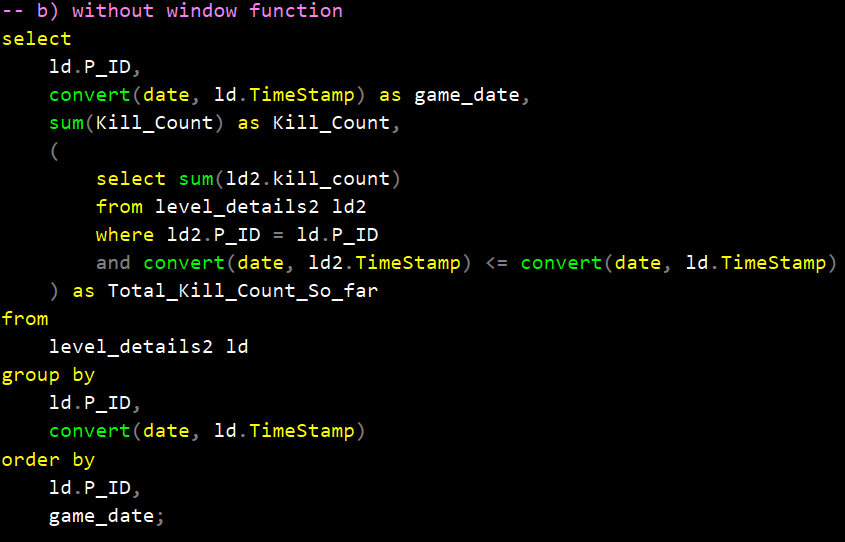 -- b) without window function
select
    ld.P_ID,
    convert(date, ld.TimeStamp) as game_date,
    sum(Kill_Count) as Kill_Count,
    (
        select sum(ld2.kill_count)
        from level_details2 ld2
        where ld2.P_ID = ld.P_ID
        and convert(date, ld2.TimeStamp) <= convert(date, ld.TimeStamp)
    ) as Total_Kill_Count_So_far
from
    level_details2 ld
group by
    ld.P_ID,
    convert(date, ld.TimeStamp)
order by
    ld.P_ID,
    game_date;